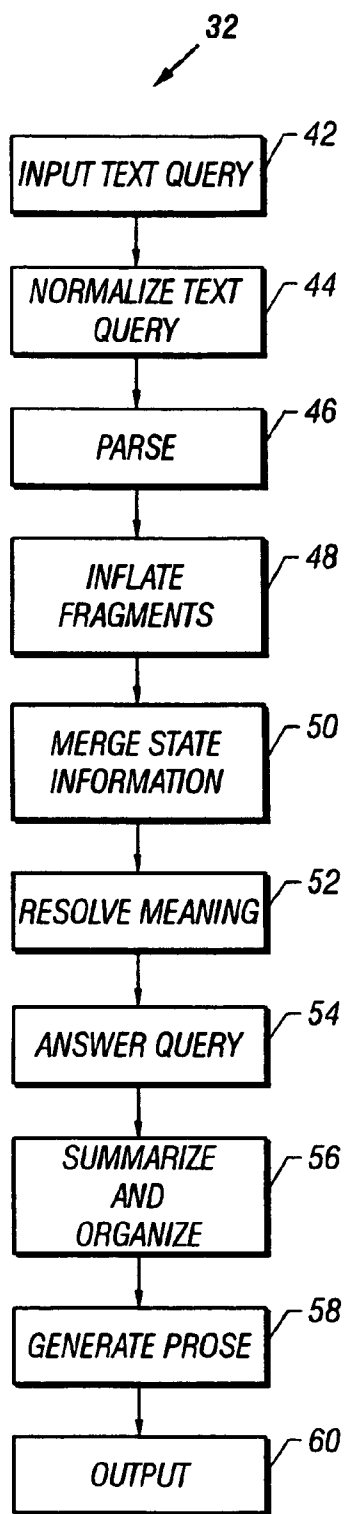 32
INPUT TEXT QUERY
42
NORMALIZE TEXT
QUERY
44
PARSE
46
INFLATE
FRAGMENTS
48
MERGE STATE
INFORMATION
50
RESOLVE MEANING
52
ANSWER QUERY
54
SUMMARIZE
AND
ORGANIZE
56
GENERATE PROSE
58
OUTPUT
60